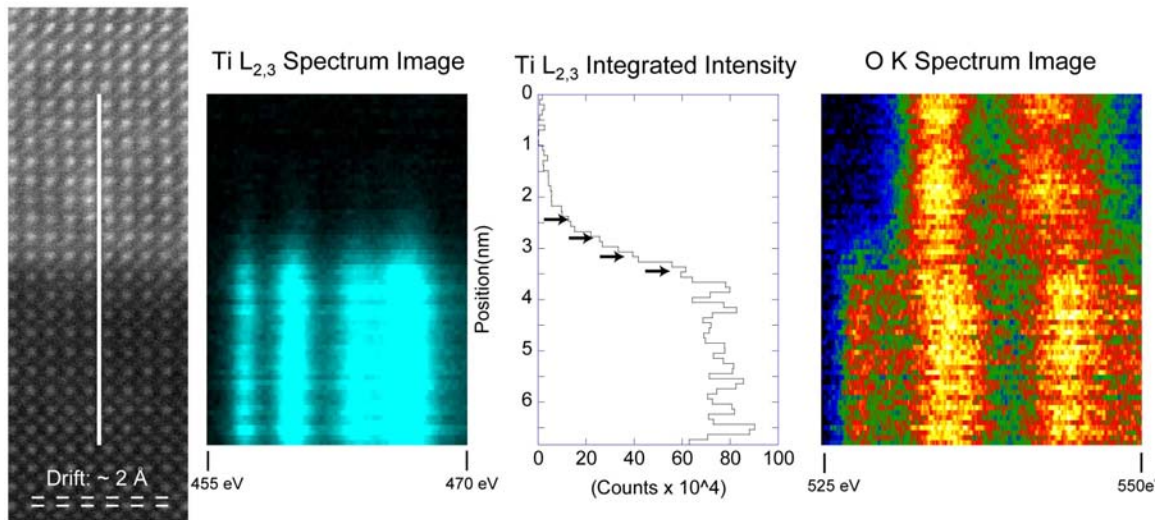 Drift: ~ 2 Å
Ti L2,3 Spectrum Image
455 eV
470 eV
Ti L2,3 Integrated Intensity
Position(nm)
0
1
2
3
4
5
6
0
20
40
60
80
100
(Counts x 10^4)
O K Spectrum Image
525 eV
550e